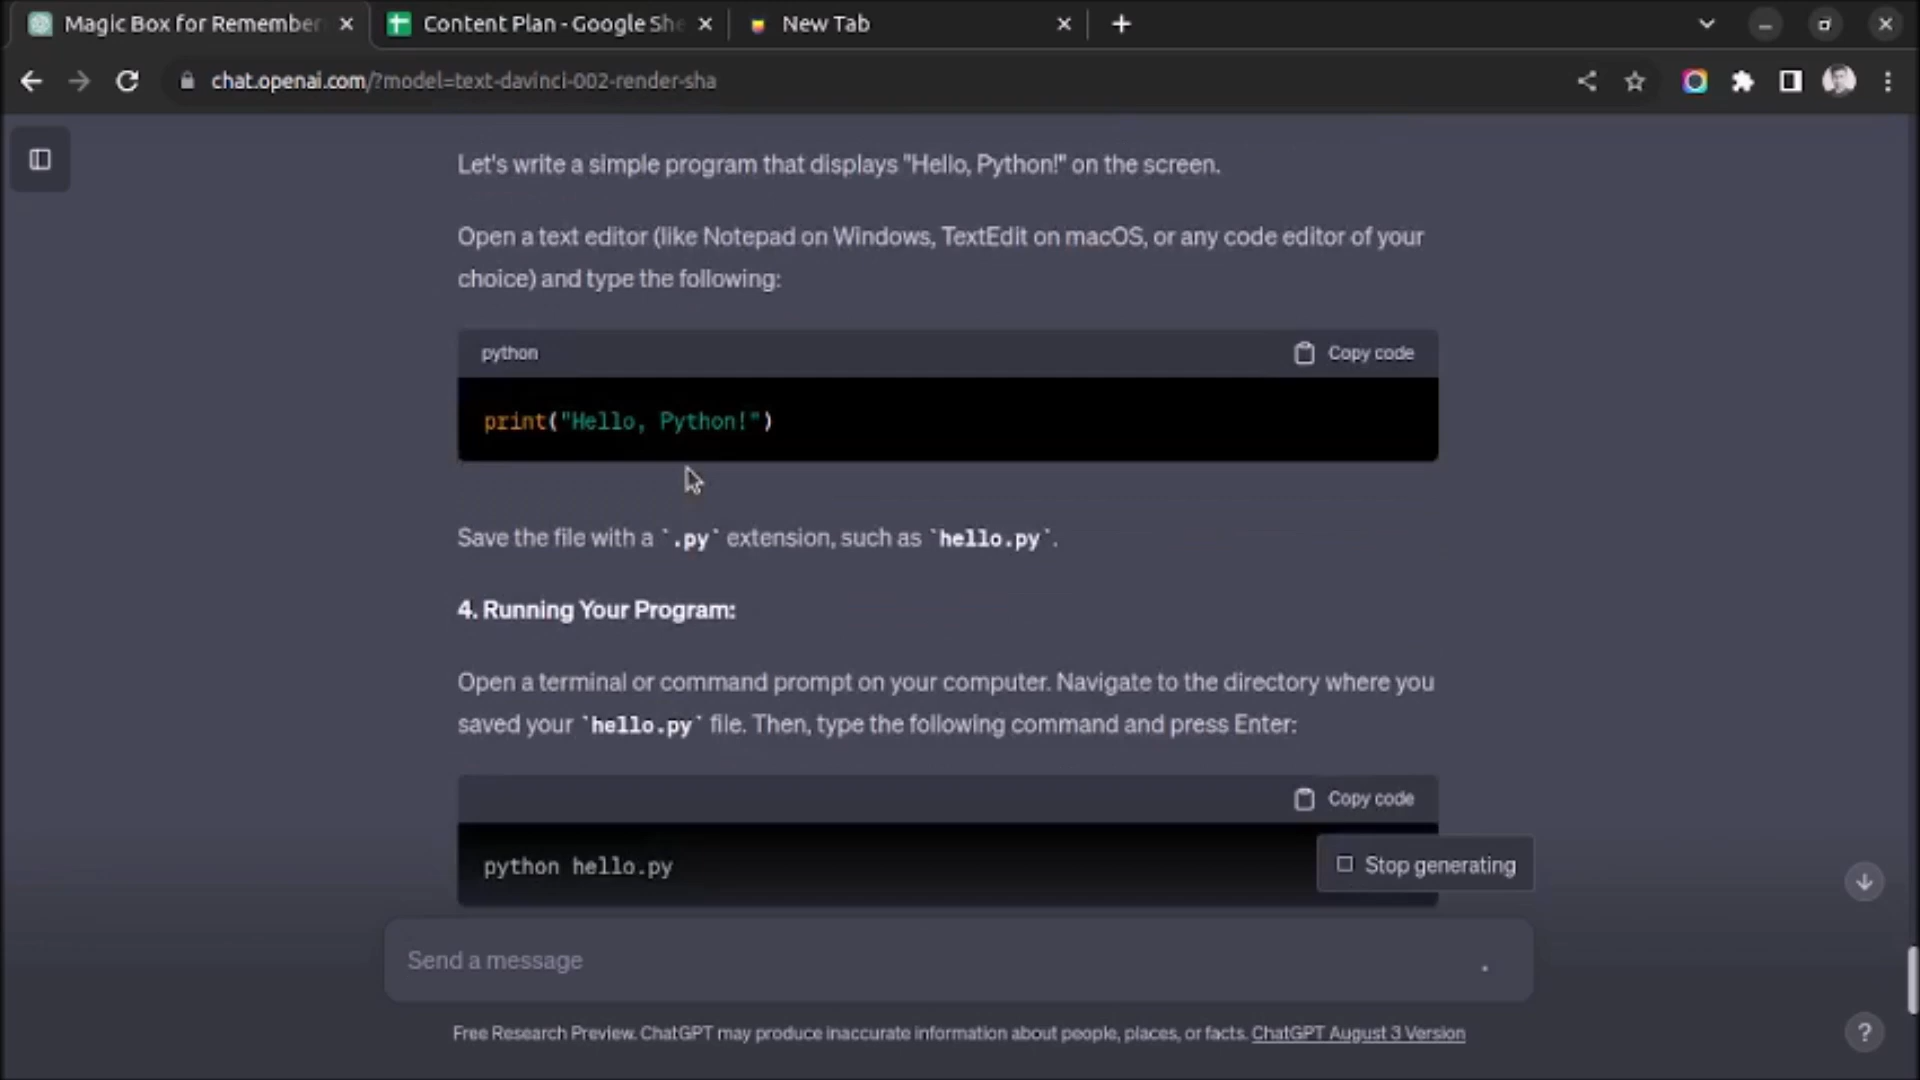 Magic Box for Remember
Content Plan - Google She
New Tab
chat.openai.com/?model=text-davinci-002-render-sha
Let's write a simple program that displays "Hello, Python!" on the screen.
Open a text editor (like Notepad on Windows, TextEdit on macOS, or any code editor of your
choice) and type the following:
python
Copy code
print("Hello, Python!")
Save the file with a `.py` extension, such as `hello.py`.
4. Running Your Program:
Open a terminal or command prompt on your computer. Navigate to the directory where you
saved your `hello.py` file. Then, type the following command and press Enter:
Copy code
python hello.py
Stop generating
Send a message
Free Research Preview. ChatGPT may produce inaccurate information about people, places, or facts. ChatGPT August 3 Version
?